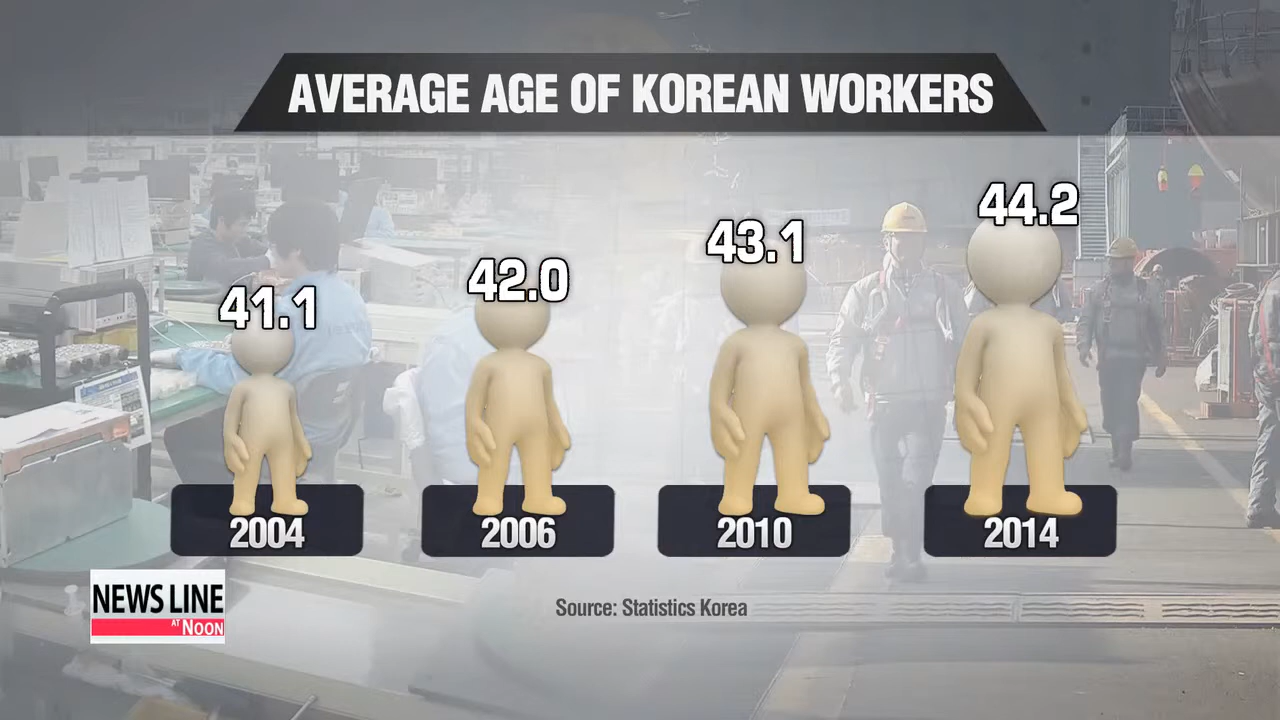 AVERAGE AGE OF KOREAN WORKERS
41.1
42.0
43.1
44.2
2004
2006
2010
2014
Source: Statistics Korea
NEWS LINE
AT NOON